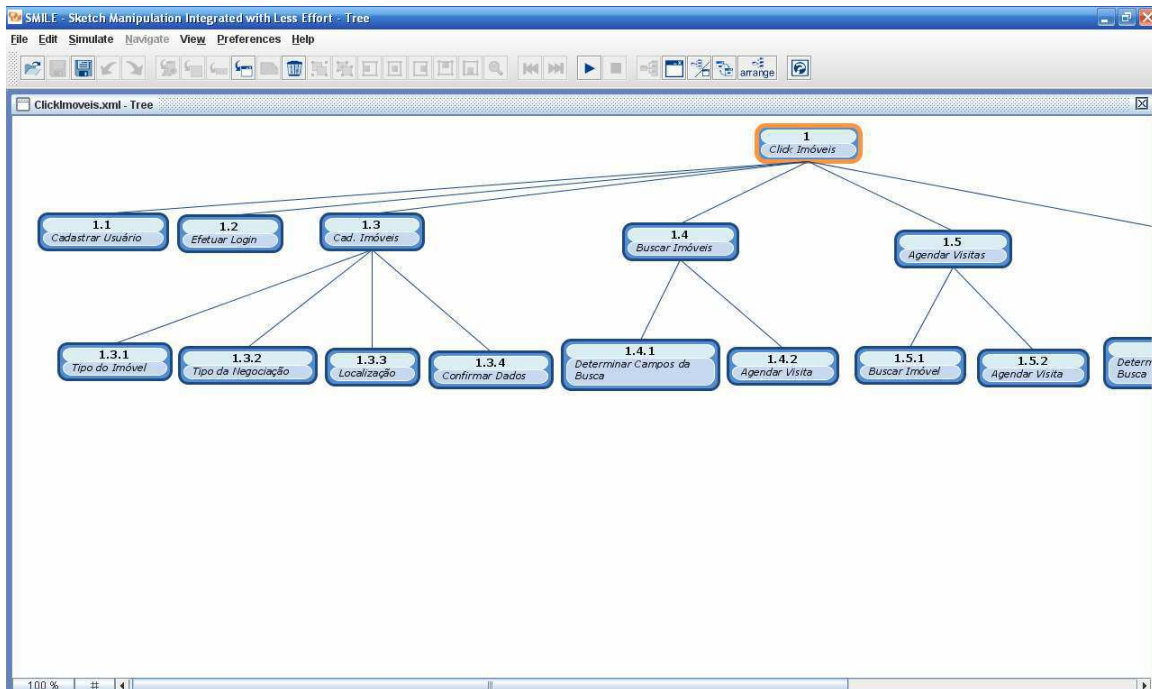 SMILE - Sketch Manipulation Integrated with Less Effort - Tree
File Edit Simulate Navigate View Preferences Help
arrange
ClickImoveis.xml - Tree
1
Click Imóveis
1.1
Cadastrar Usuário
1.2
Efetuar Login
1.3
Cad. Imóveis
1.4
Buscar Imóveis
1.5
Agendar Visitas
1.3.1
Tipo do Imóvel
1.3.2
Tipo da Negociação
1.3.3
Localização
1.3.4
Confirmar Dados
1.4.1
Determinar Campos da
Busca
1.4.2
Agendar Visita
1.5.1
Buscar Imóvel
1.5.2
Agendar Visita
Determ
Busca
100 % #